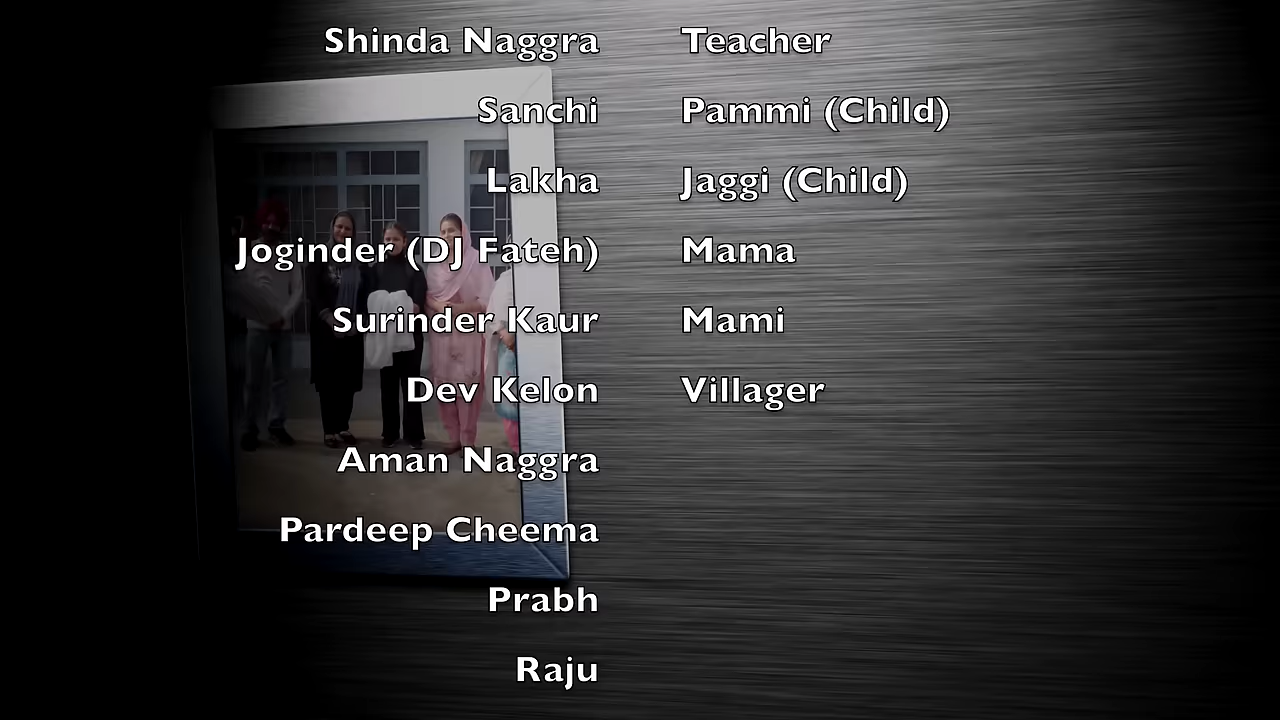 Shinda Naggra Teacher
Sanchi Pammi (Child)
Lakha Jaggi (Child)
Joginder (DJ Fateh) Mama
Surinder Kaur Mami
Dev Kelon Villager
Aman Naggra
Pardeep Cheema
Prabh
Raju